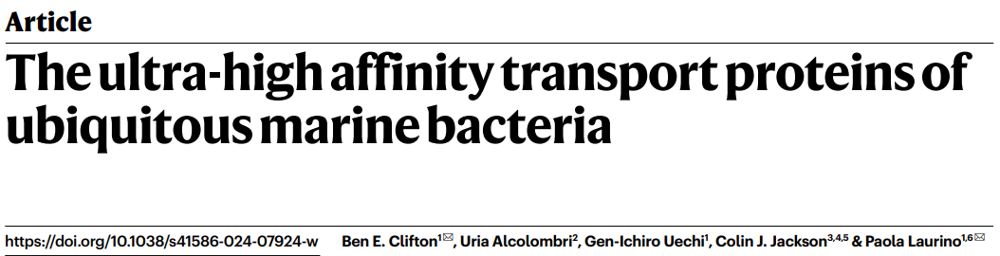 Article
The ultra-high affinity transport proteins of
ubiquitous marine bacteria
https://doi.org/10.1038/s41586-024-07924-w Ben E. Clifton1✉, Uria Alcolombri2, Gen-Ichiro Uechi1, Colin J. Jackson3,4,5 & Paola Laurino1,6✉